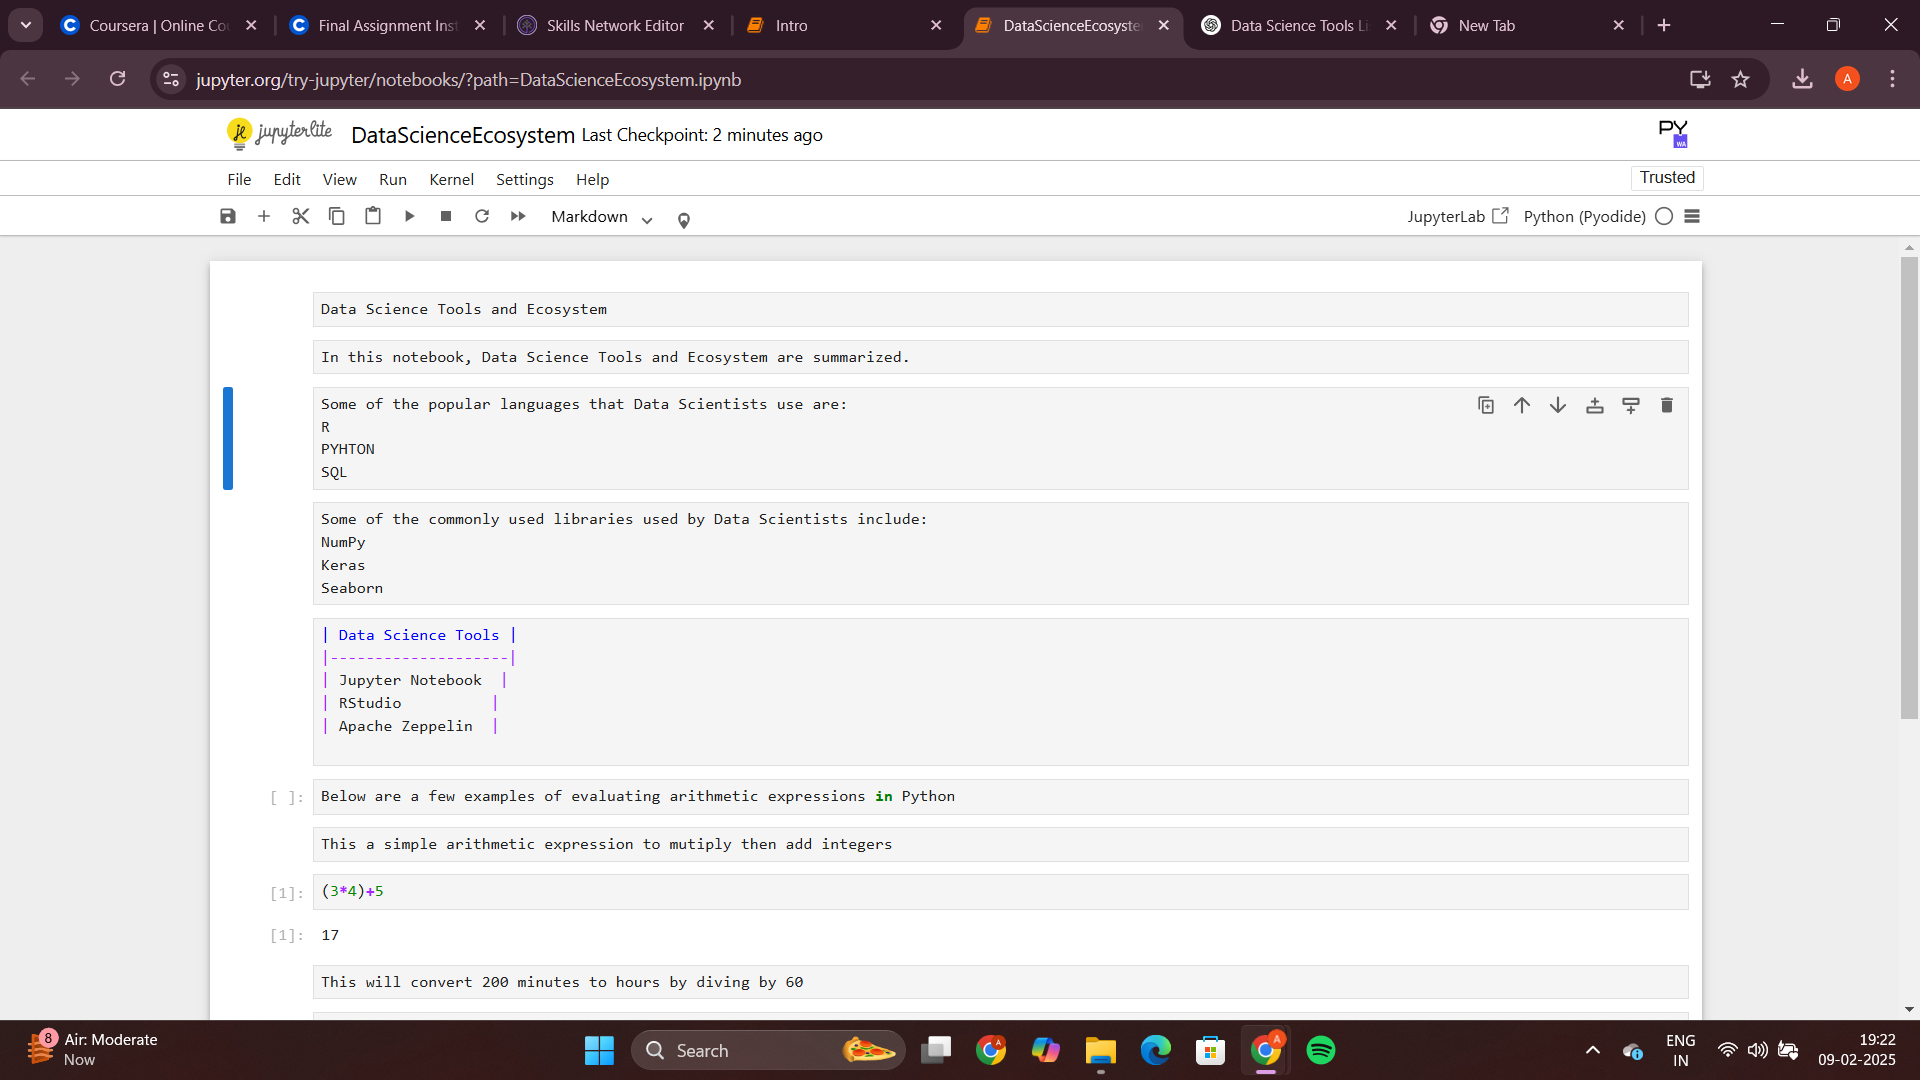 Coursera | Online Co
Final Assignment Inst
Skills Network Editor
Intro
DataScienceEcosyste
Data Science Tools Li
New Tab
jupyter.org/try-jupyter/notebooks/?path=DataScienceEcosystem.ipynb
A
jupyterlite
DataScienceEcosystem Last Checkpoint: 2 minutes ago
PY
WA
File Edit View Run Kernel Settings Help
Trusted
Markdown
JupyterLab
Python (Pyodide)
Data Science Tools and Ecosystem
In this notebook, Data Science Tools and Ecosystem are summarized.
Some of the popular languages that Data Scientists use are:
R
PYHTON
SQL
Some of the commonly used libraries used by Data Scientists include:
NumPy
Keras
Seaborn
| Data Science Tools |
|--------------------|
| Jupyter Notebook  |
| RStudio          |
| Apache Zeppelin  |
[ ]: Below are a few examples of evaluating arithmetic expressions in Python
This a simple arithmetic expression to mutiply then add integers
[1]: (3*4)+5
[1]: 17
This will convert 200 minutes to hours by diving by 60
8
Air: Moderate
Now
Search
A
A
ENG
IN
19:22
09-02-2025